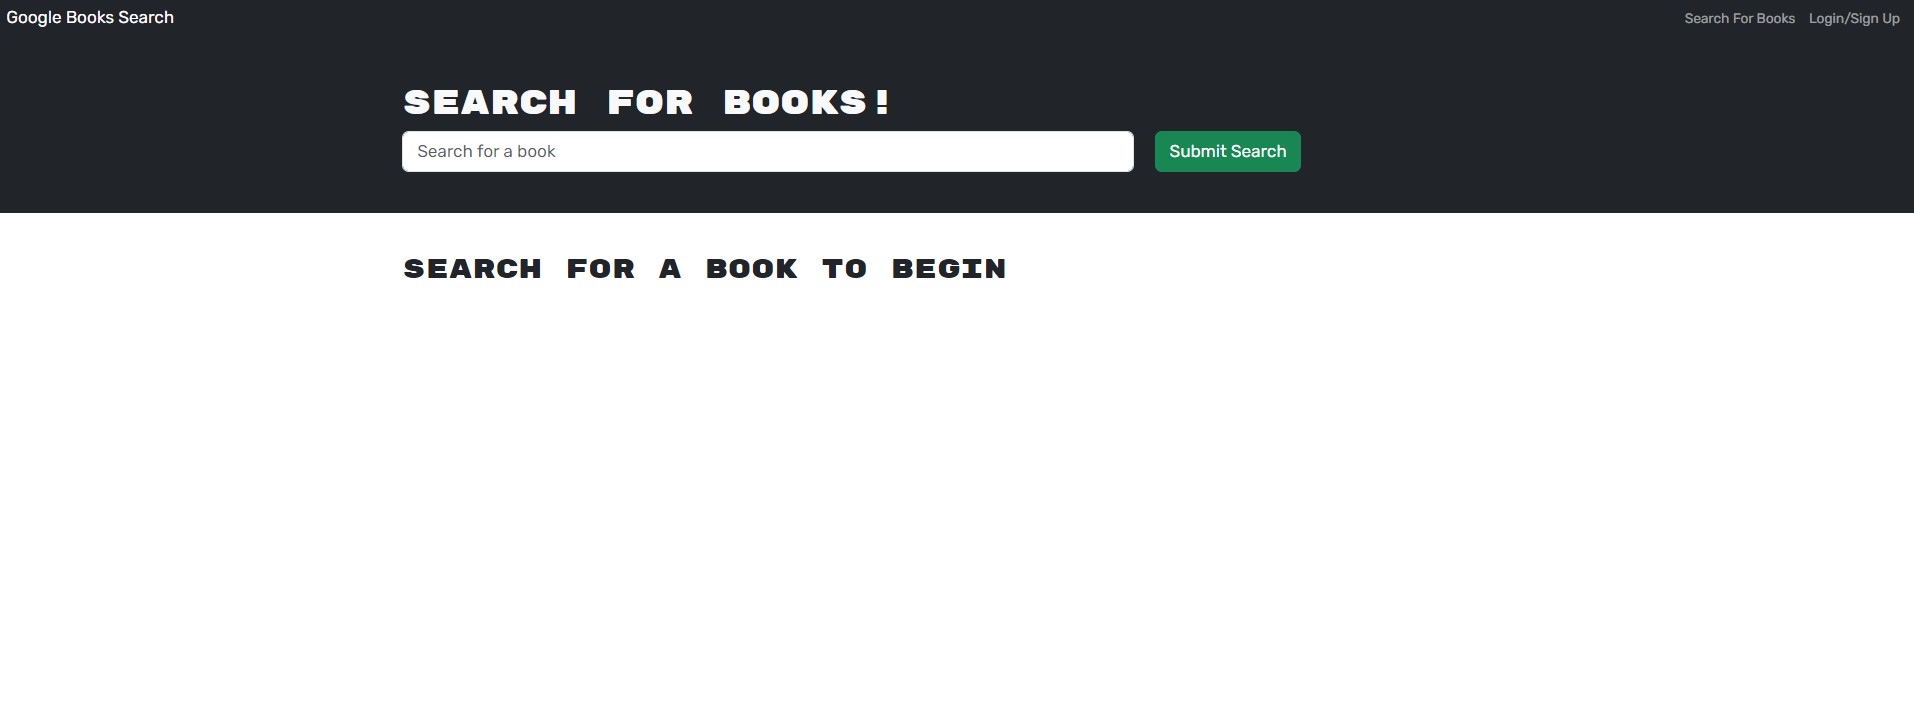 Google Books Search
Search For Books
Login/Sign Up
SEARCH FOR BOOKS!
Search for a book
Submit Search
SEARCH FOR A BOOK TO BEGIN